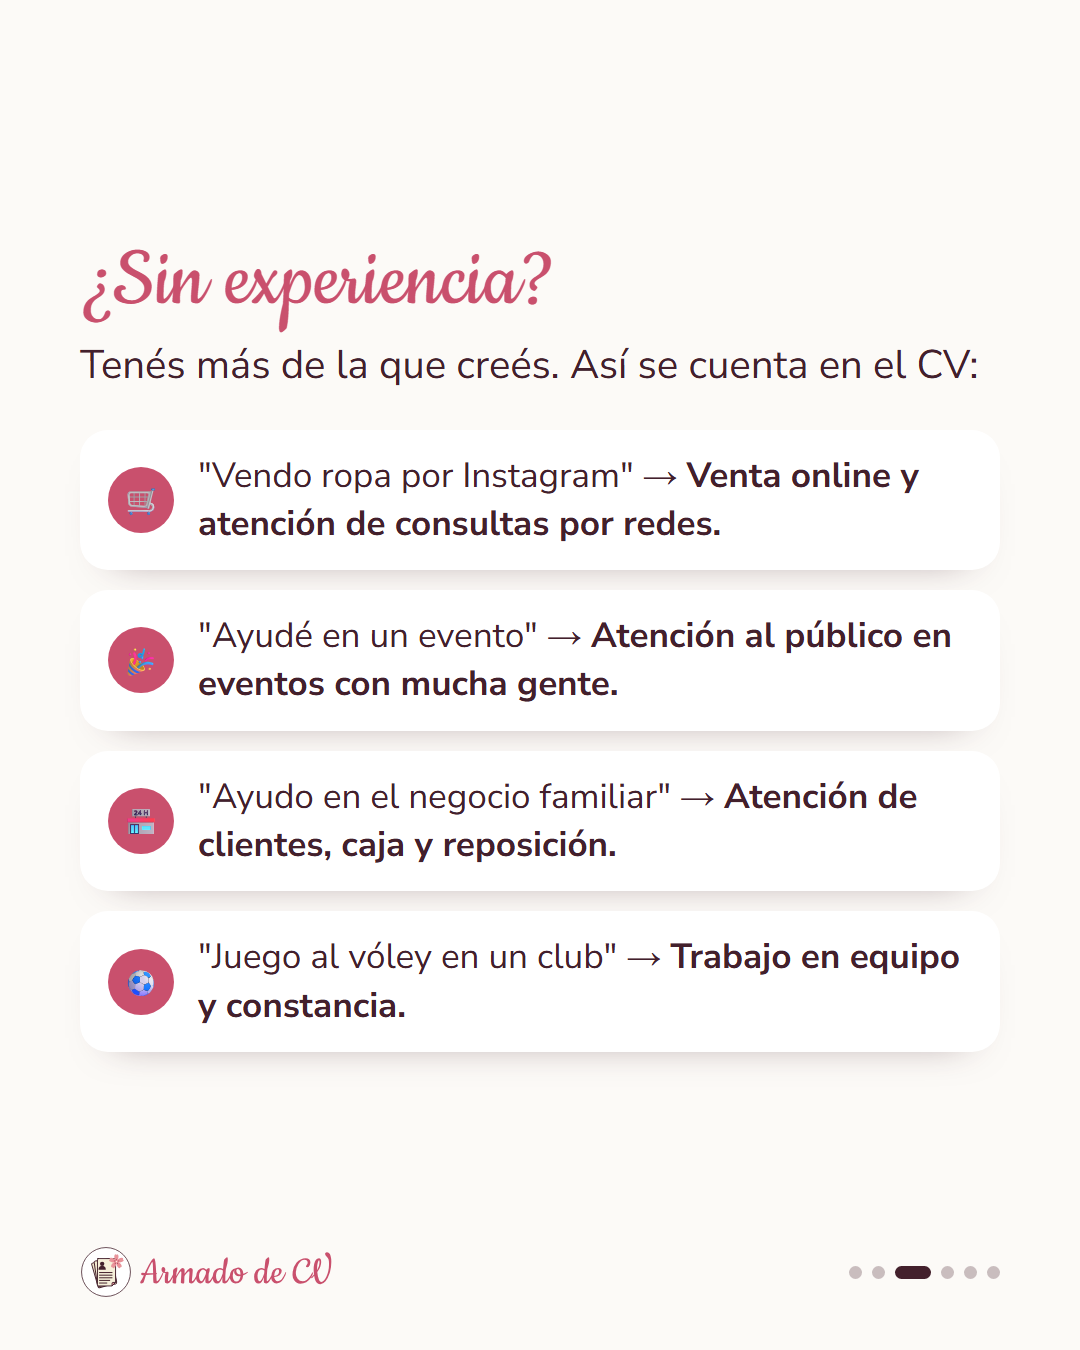 ¿Sin experiencia?
Tenés más de la que creés. Así se cuenta en el CV:
"Vendo ropa por Instagram" → Venta online y
atención de consultas por redes.
"Ayudé en un evento" → Atención al público en
eventos con mucha gente.
24H
"Ayudo en el negocio familiar" → Atención de
clientes, caja y reposición.
"Juego al vóley en un club" → Trabajo en equipo
y constancia.
Armado de CV